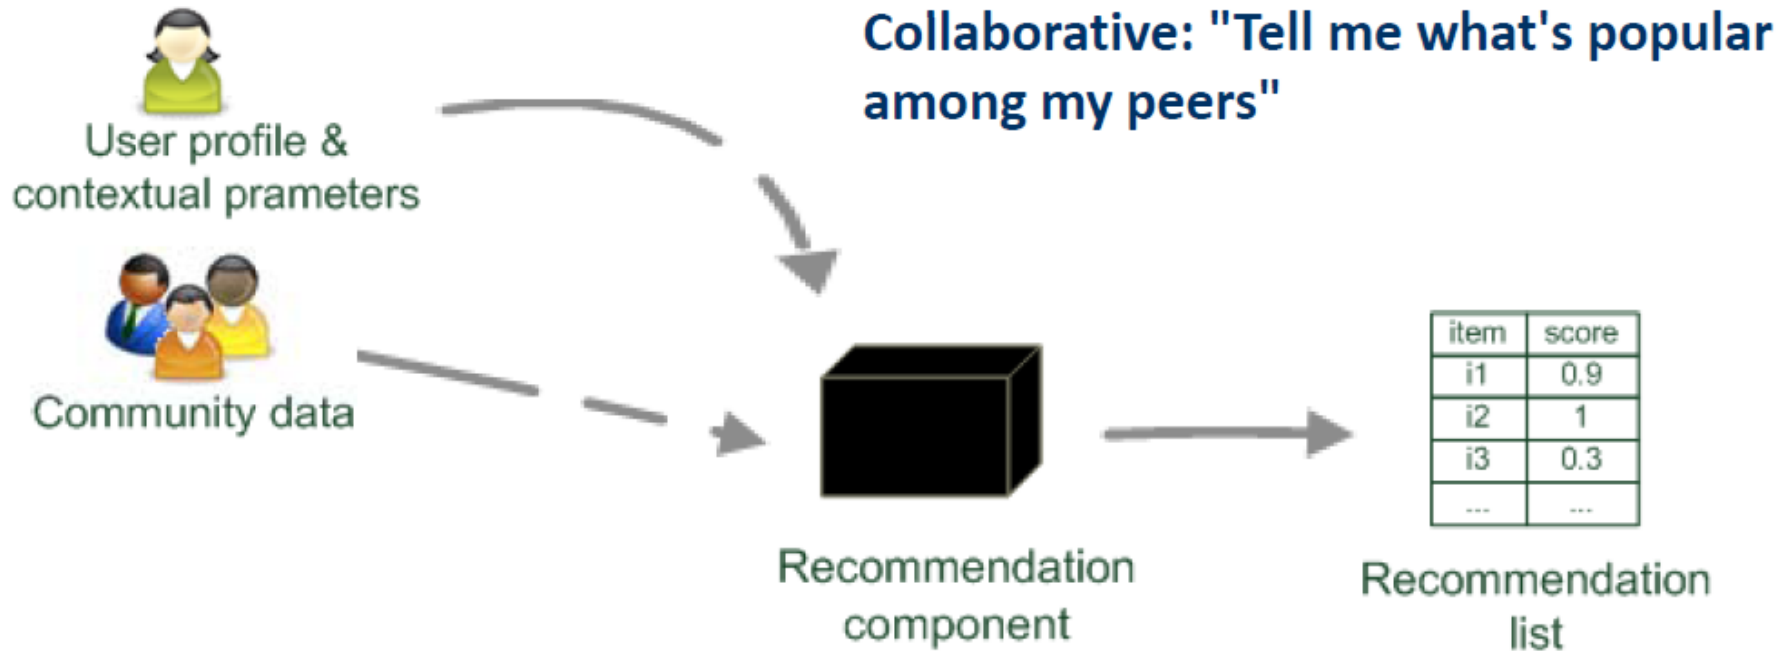 Collaborative: "Tell me what's popular
among my peers"
User profile &
contextual prameters
Community data
Recommendation
component
item score
i1 0.9
i2 1
i3 0.3
... ...
Recommendation
list